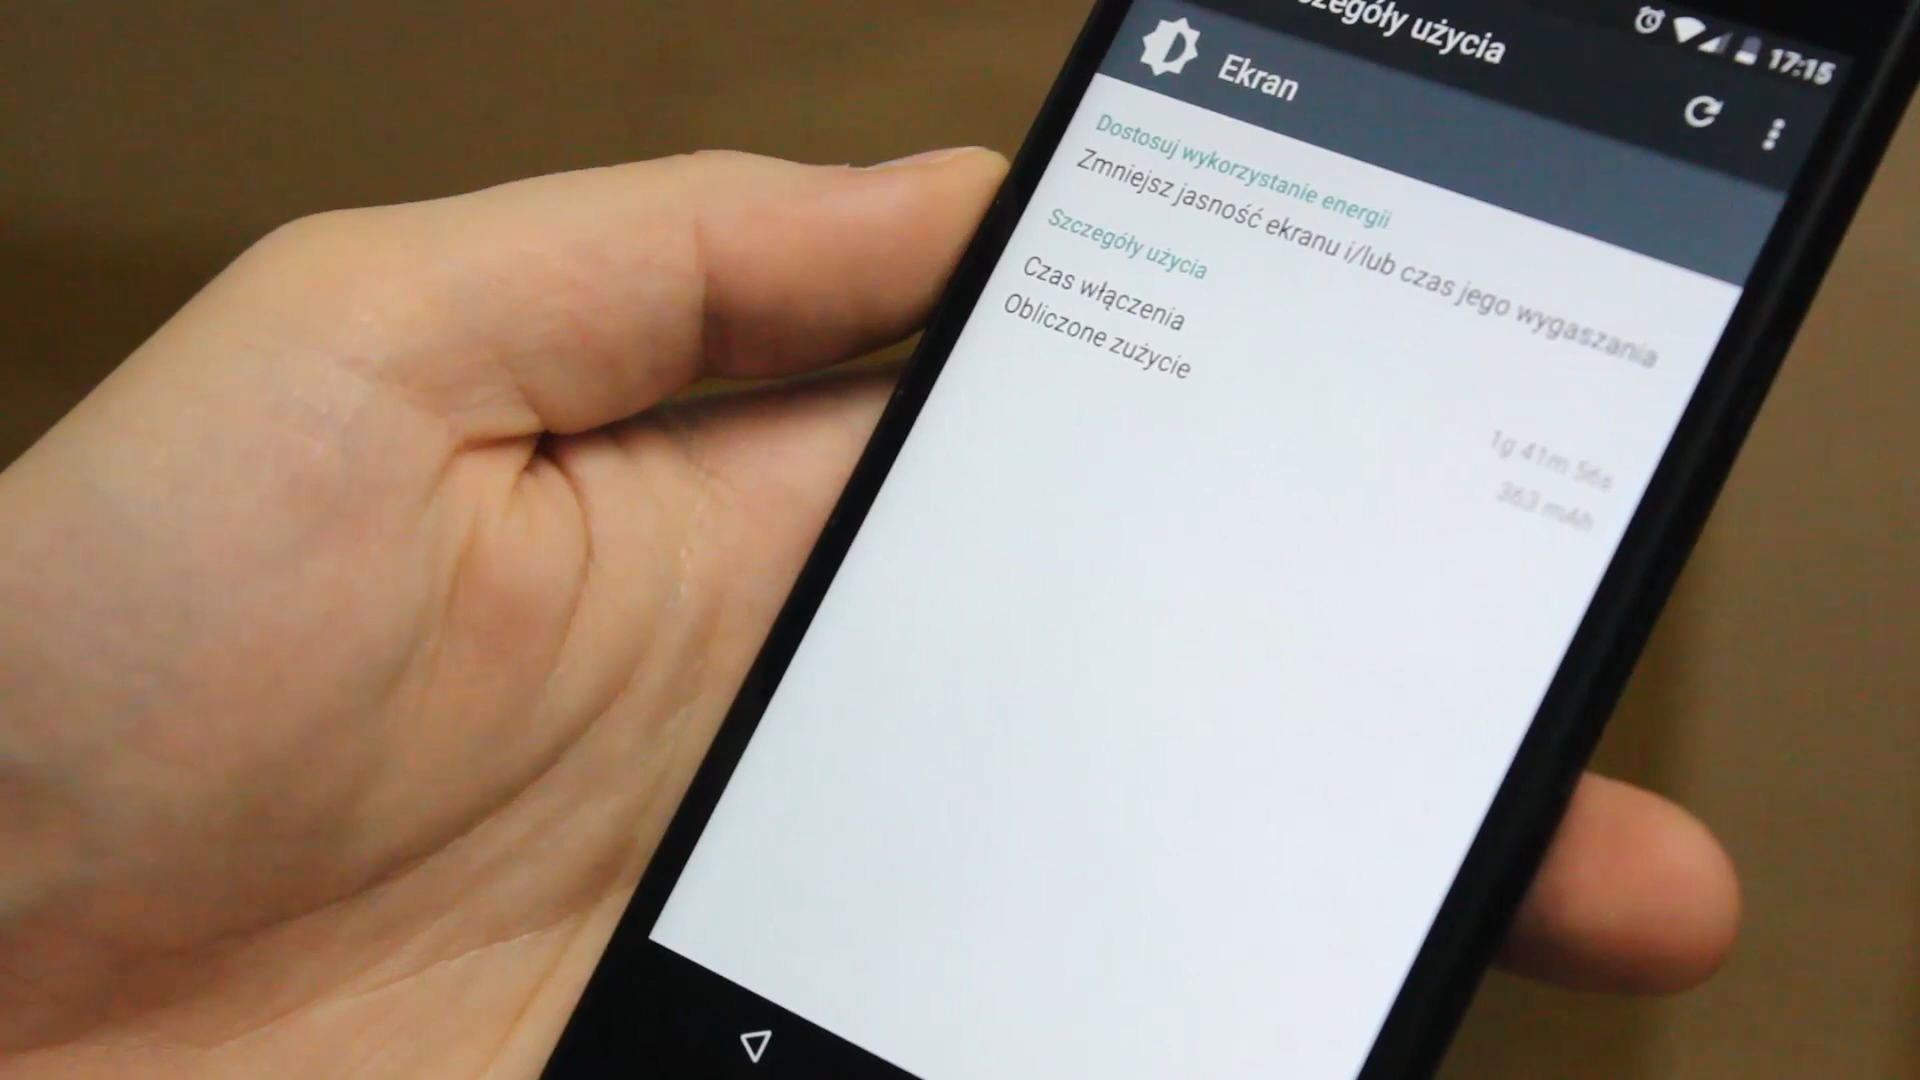 zegóły użycia
17:15
Ekran
Dostosuj wykorzystanie energii
Zmniejsz jasność ekranu i/lub czas jego wygaszania
Szczegóły użycia
Czas włączenia
1g 41m 56s
Obliczone zużycie
363 mAh